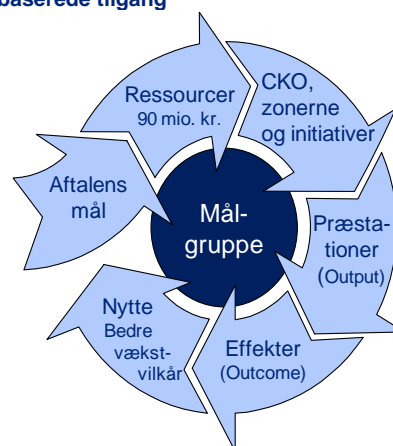 baserede tilgang
Ressourcer
90 mio. kr.
CKO,
zonerne
og initiativer
Aftalens
mål
Mål-
gruppe
Præsta-
tioner
(Output)
Nytte
Bedre
vækst-
vilkår
Effekter
(Outcome)